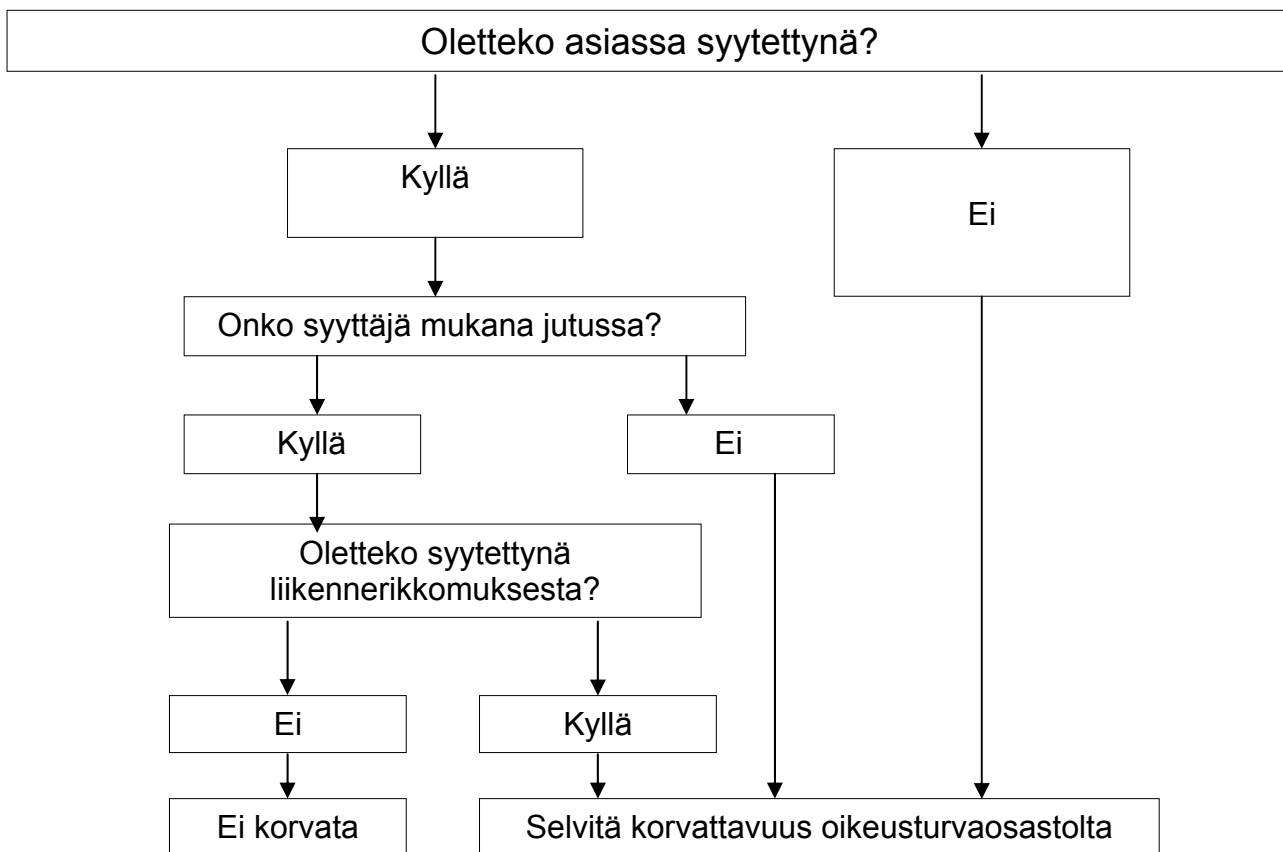 Oletteko asiassa syytettynä?
Kyllä
Ei
Onko syyttäjä mukana jutussa?
Kyllä
Ei
Oletteko syytettynä
liikennerikkomuksesta?
Ei
Kyllä
Ei korvata
Selvitä korvattavuus oikeusturvaosastolta